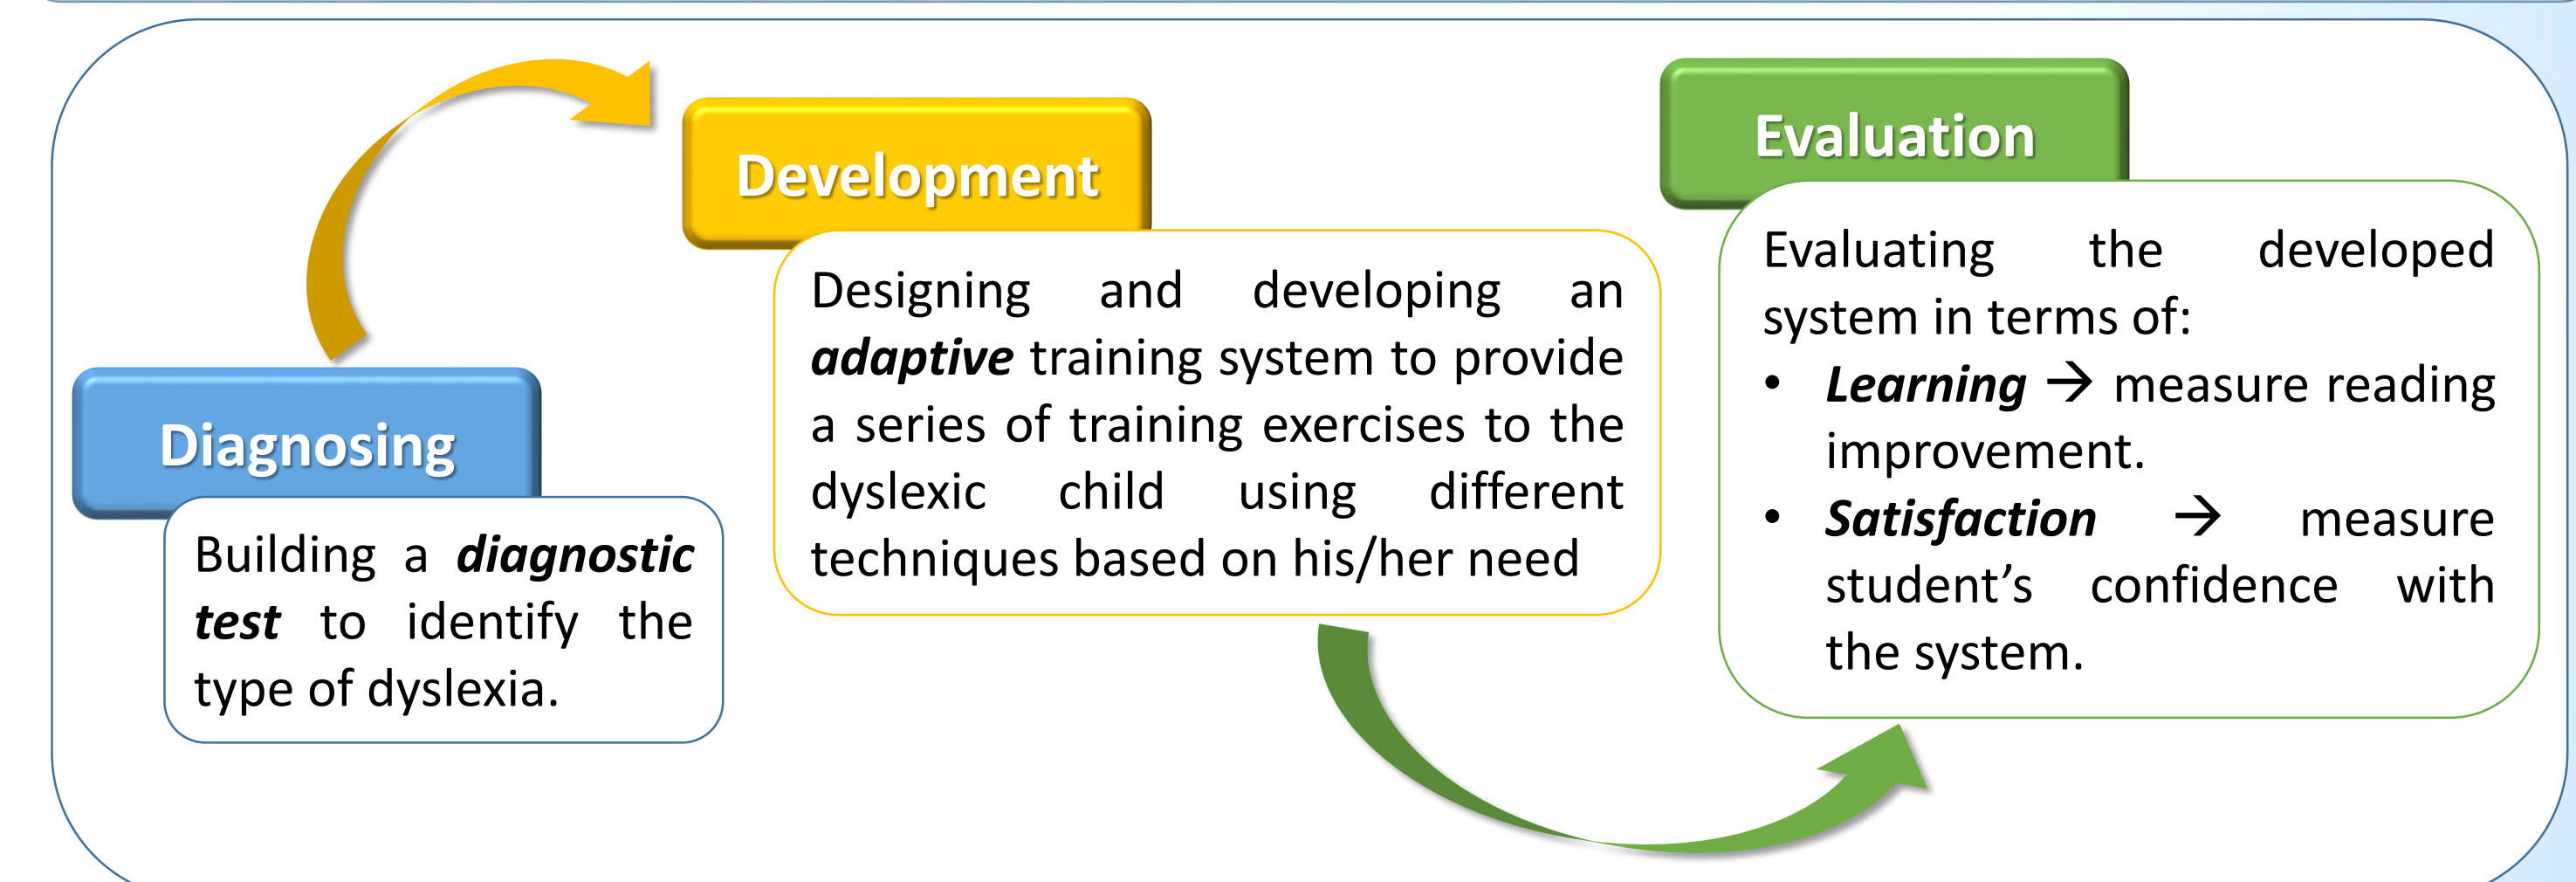 Diagnosing
Building a diagnostic
test to identify the
type of dyslexia.
Development
Designing and developing an
adaptive training system to provide
a series of training exercises to the
dyslexic child using different
techniques based on his/her need
Evaluation
Evaluating the developed
system in terms of:
• Learning → measure reading
improvement.
• Satisfaction → measure
student’s confidence with
the system.